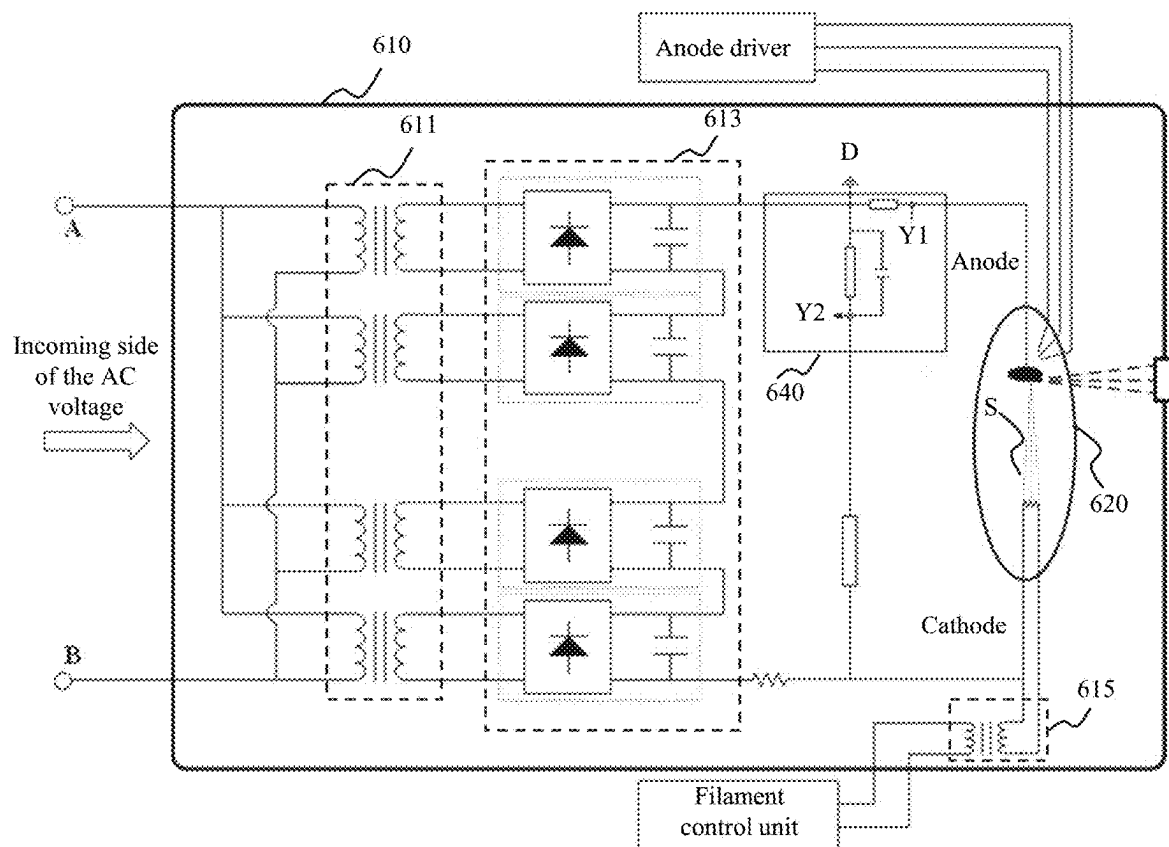 610
Anode driver
611
613
D
A
Y1
Anode
Y2
Incoming side
of the AC
voltage
640
S
620
Cathode
B
615
Filament
control unit